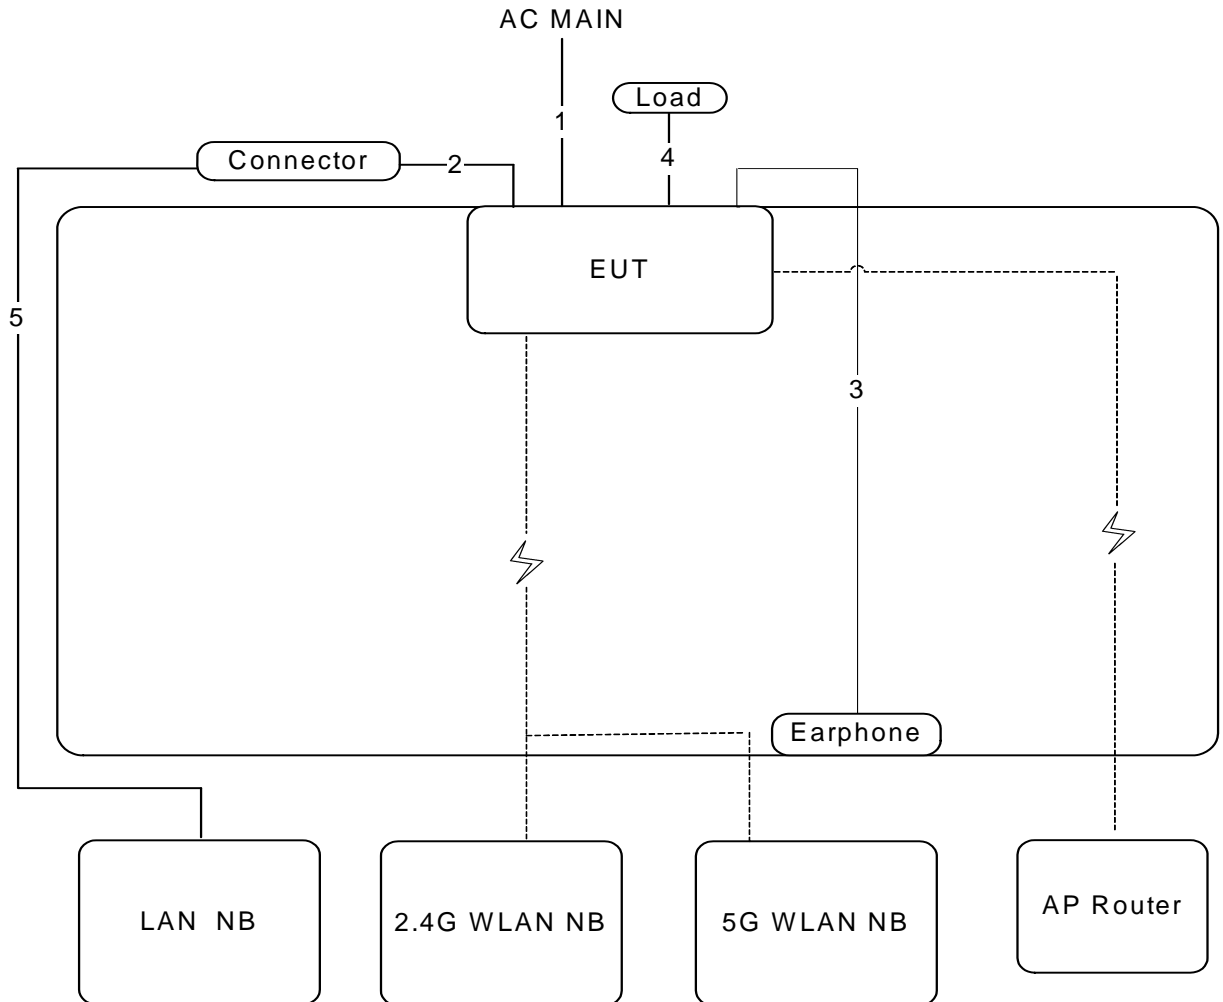 AC MAIN
Load
1
Connector
2
4
EUT
5
3
Earphone
LAN NB
2.4G WLAN NB
5G WLAN NB
AP Router